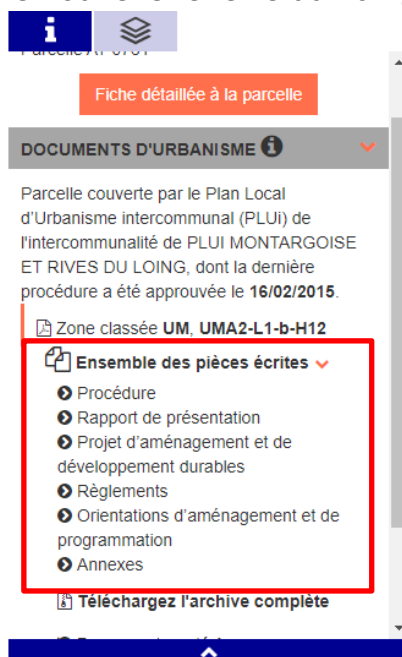 Fiche détaillée à la parcelle
DOCUMENTS D'URBANISME
Parcelle couverte par le Plan Local
d'Urbanisme intercommunal (PLUi) de
l'intercommunalité de PLUI MONTARGOISE
ET RIVES DU LOING, dont la dernière
procédure a été approuvée le 16/02/2015.
Zone classée UM, UMA2-L1-b-H12
Ensemble des pièces écrites
Procédure
Rapport de présentation
Projet d'aménagement et de
développement durables
Règlements
Orientations d'aménagement et de
programmation
Annexes
Téléchargez l'archive complète